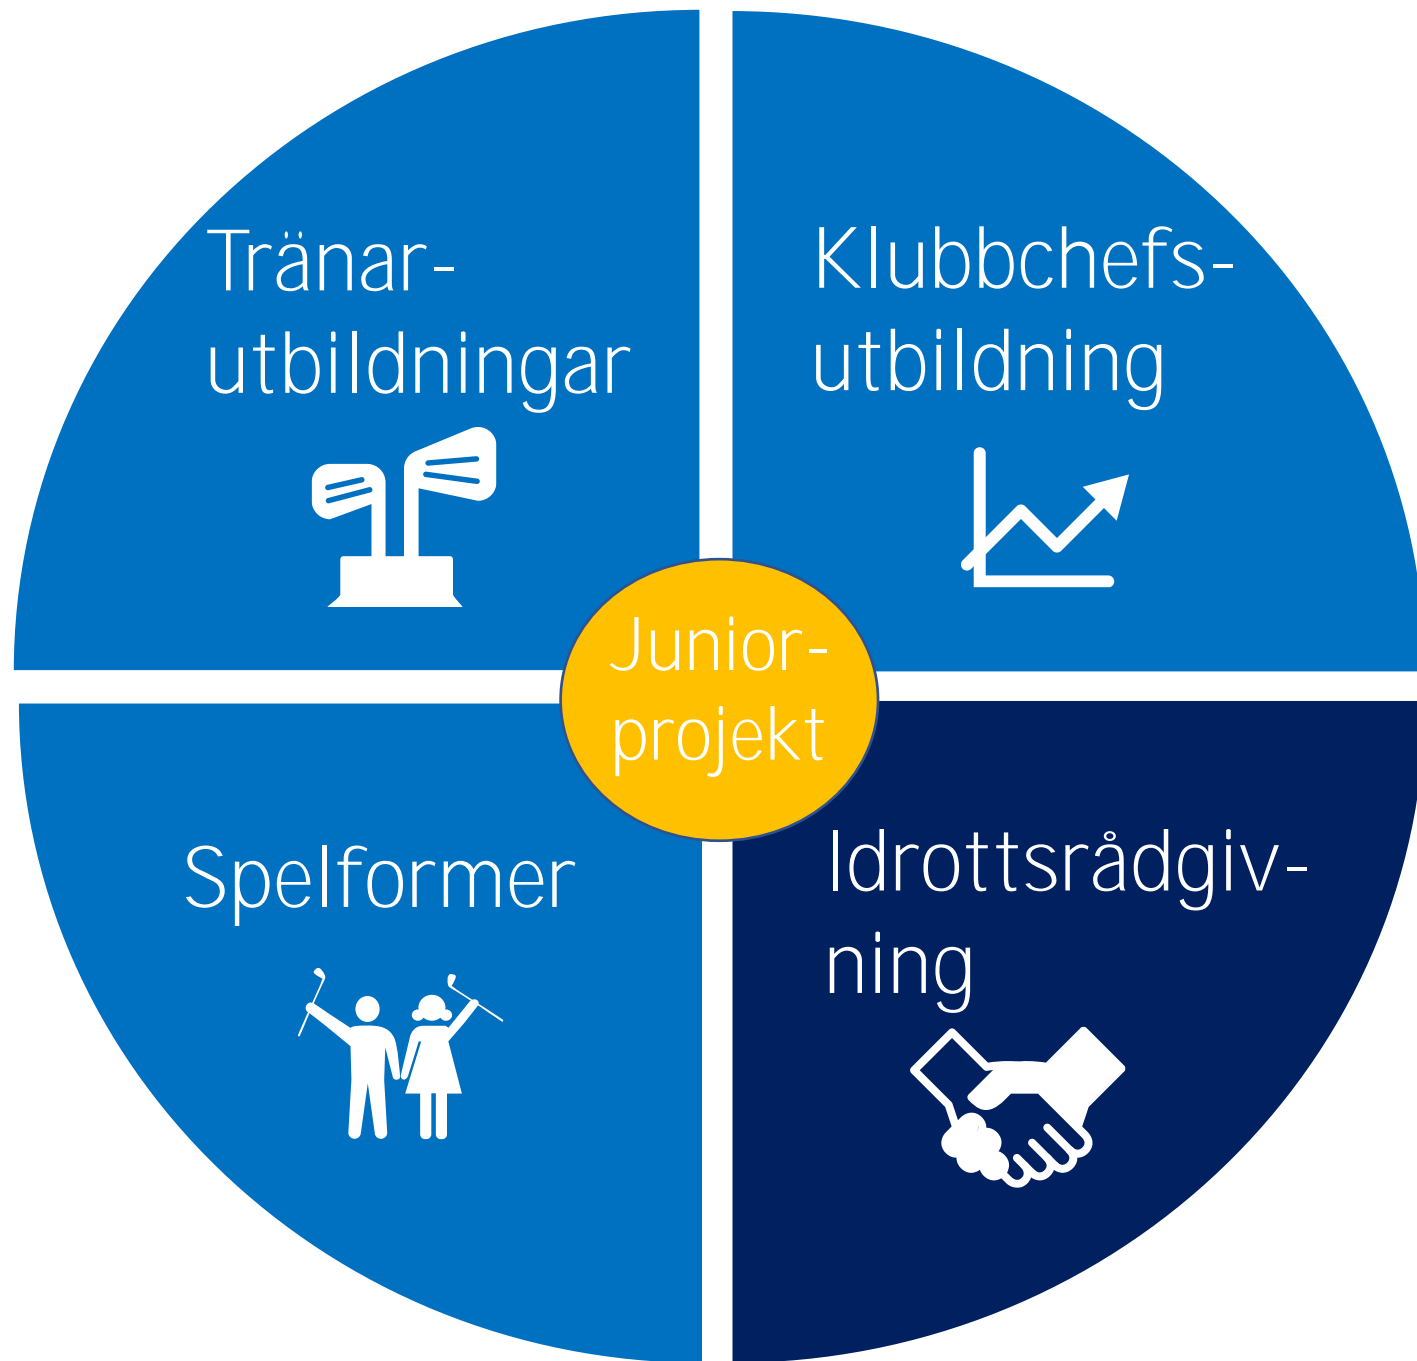 Tränar-
utbildningar
Klubbchefs-
utbildning
Junior-
projekt
Spelformer
Idrottsrådgiv-
ning